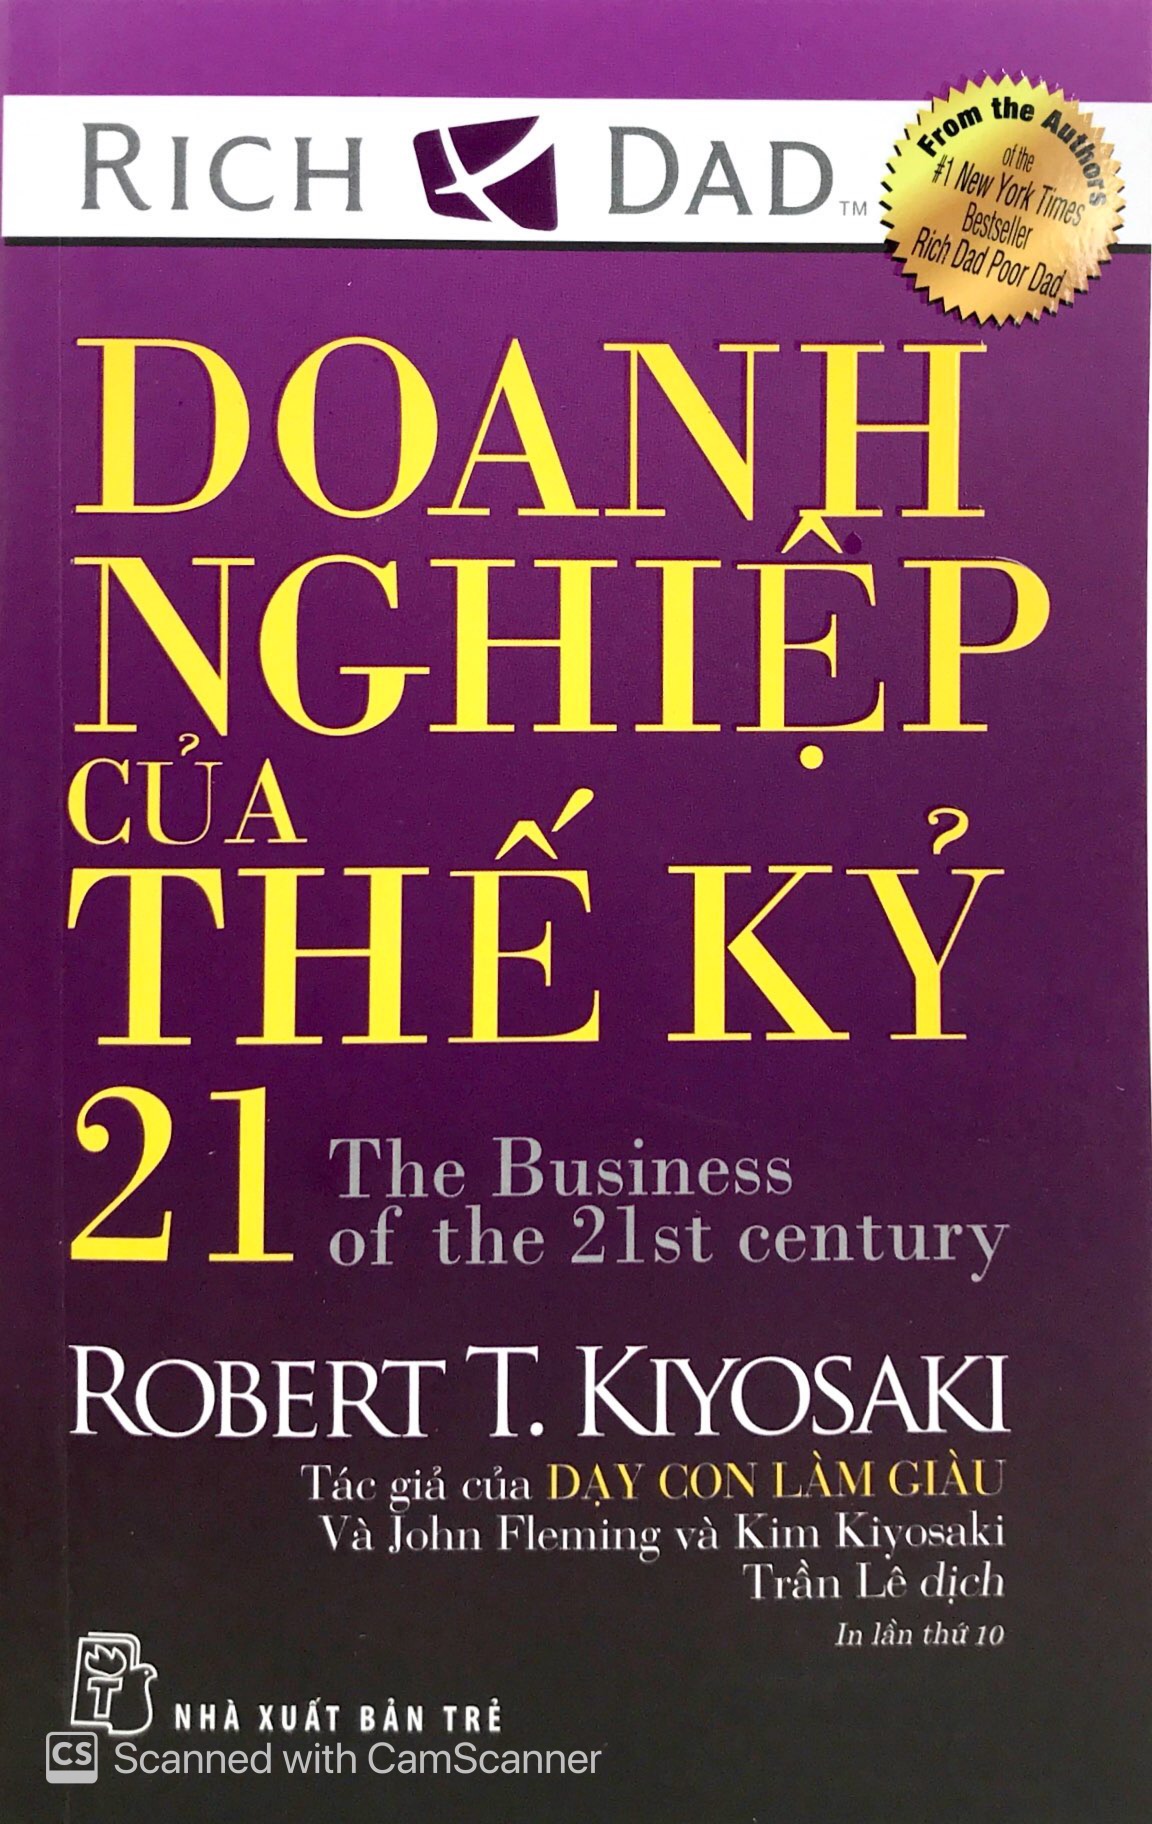 RICH DAD™
From the Authors
of the
#1 New York Times
Bestseller
Rich Dad Poor Dad
DOANH
NGHIỆP
CỦA
THẾ KỶ
21
The Business
of the 21st century
ROBERT T. KIYOSAKI
Tác giả của DẠY CON LÀM GIÀU
Và John Fleming và Kim Kiyosaki
Trần Lê dịch
In lần thứ 10
T
NHÀ XUẤT BẢN TRẺ
CS Scanned with CamScanner